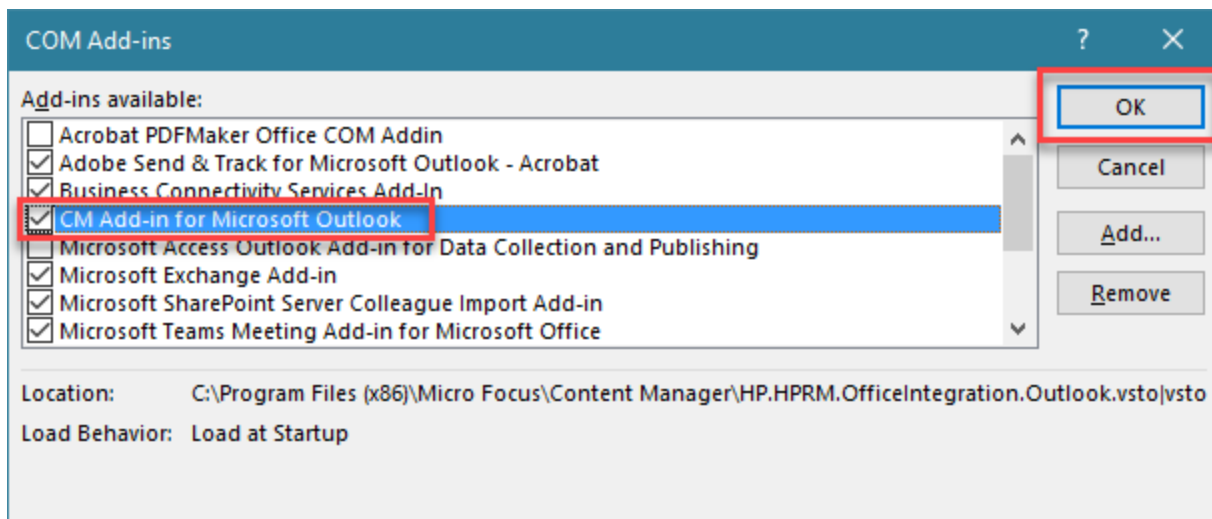 COM Add-ins
?
Add-ins available:
OK
Acrobat PDFMaker Office COM Addin
Adobe Send & Track for Microsoft Outlook - Acrobat
Cancel
Business Connectivity Services Add-In
CM Add-in for Microsoft Outlook
Add...
Microsoft Access Outlook Add-in for Data Collection and Publishing
Microsoft Exchange Add-in
Remove
Microsoft SharePoint Server Colleague Import Add-in
Microsoft Teams Meeting Add-in for Microsoft Office
Location: C:\Program Files (x86)\Micro Focus\Content Manager\HP.HPRM.OfficeIntegration.Outlook.vsto|vsto
Load Behavior: Load at Startup